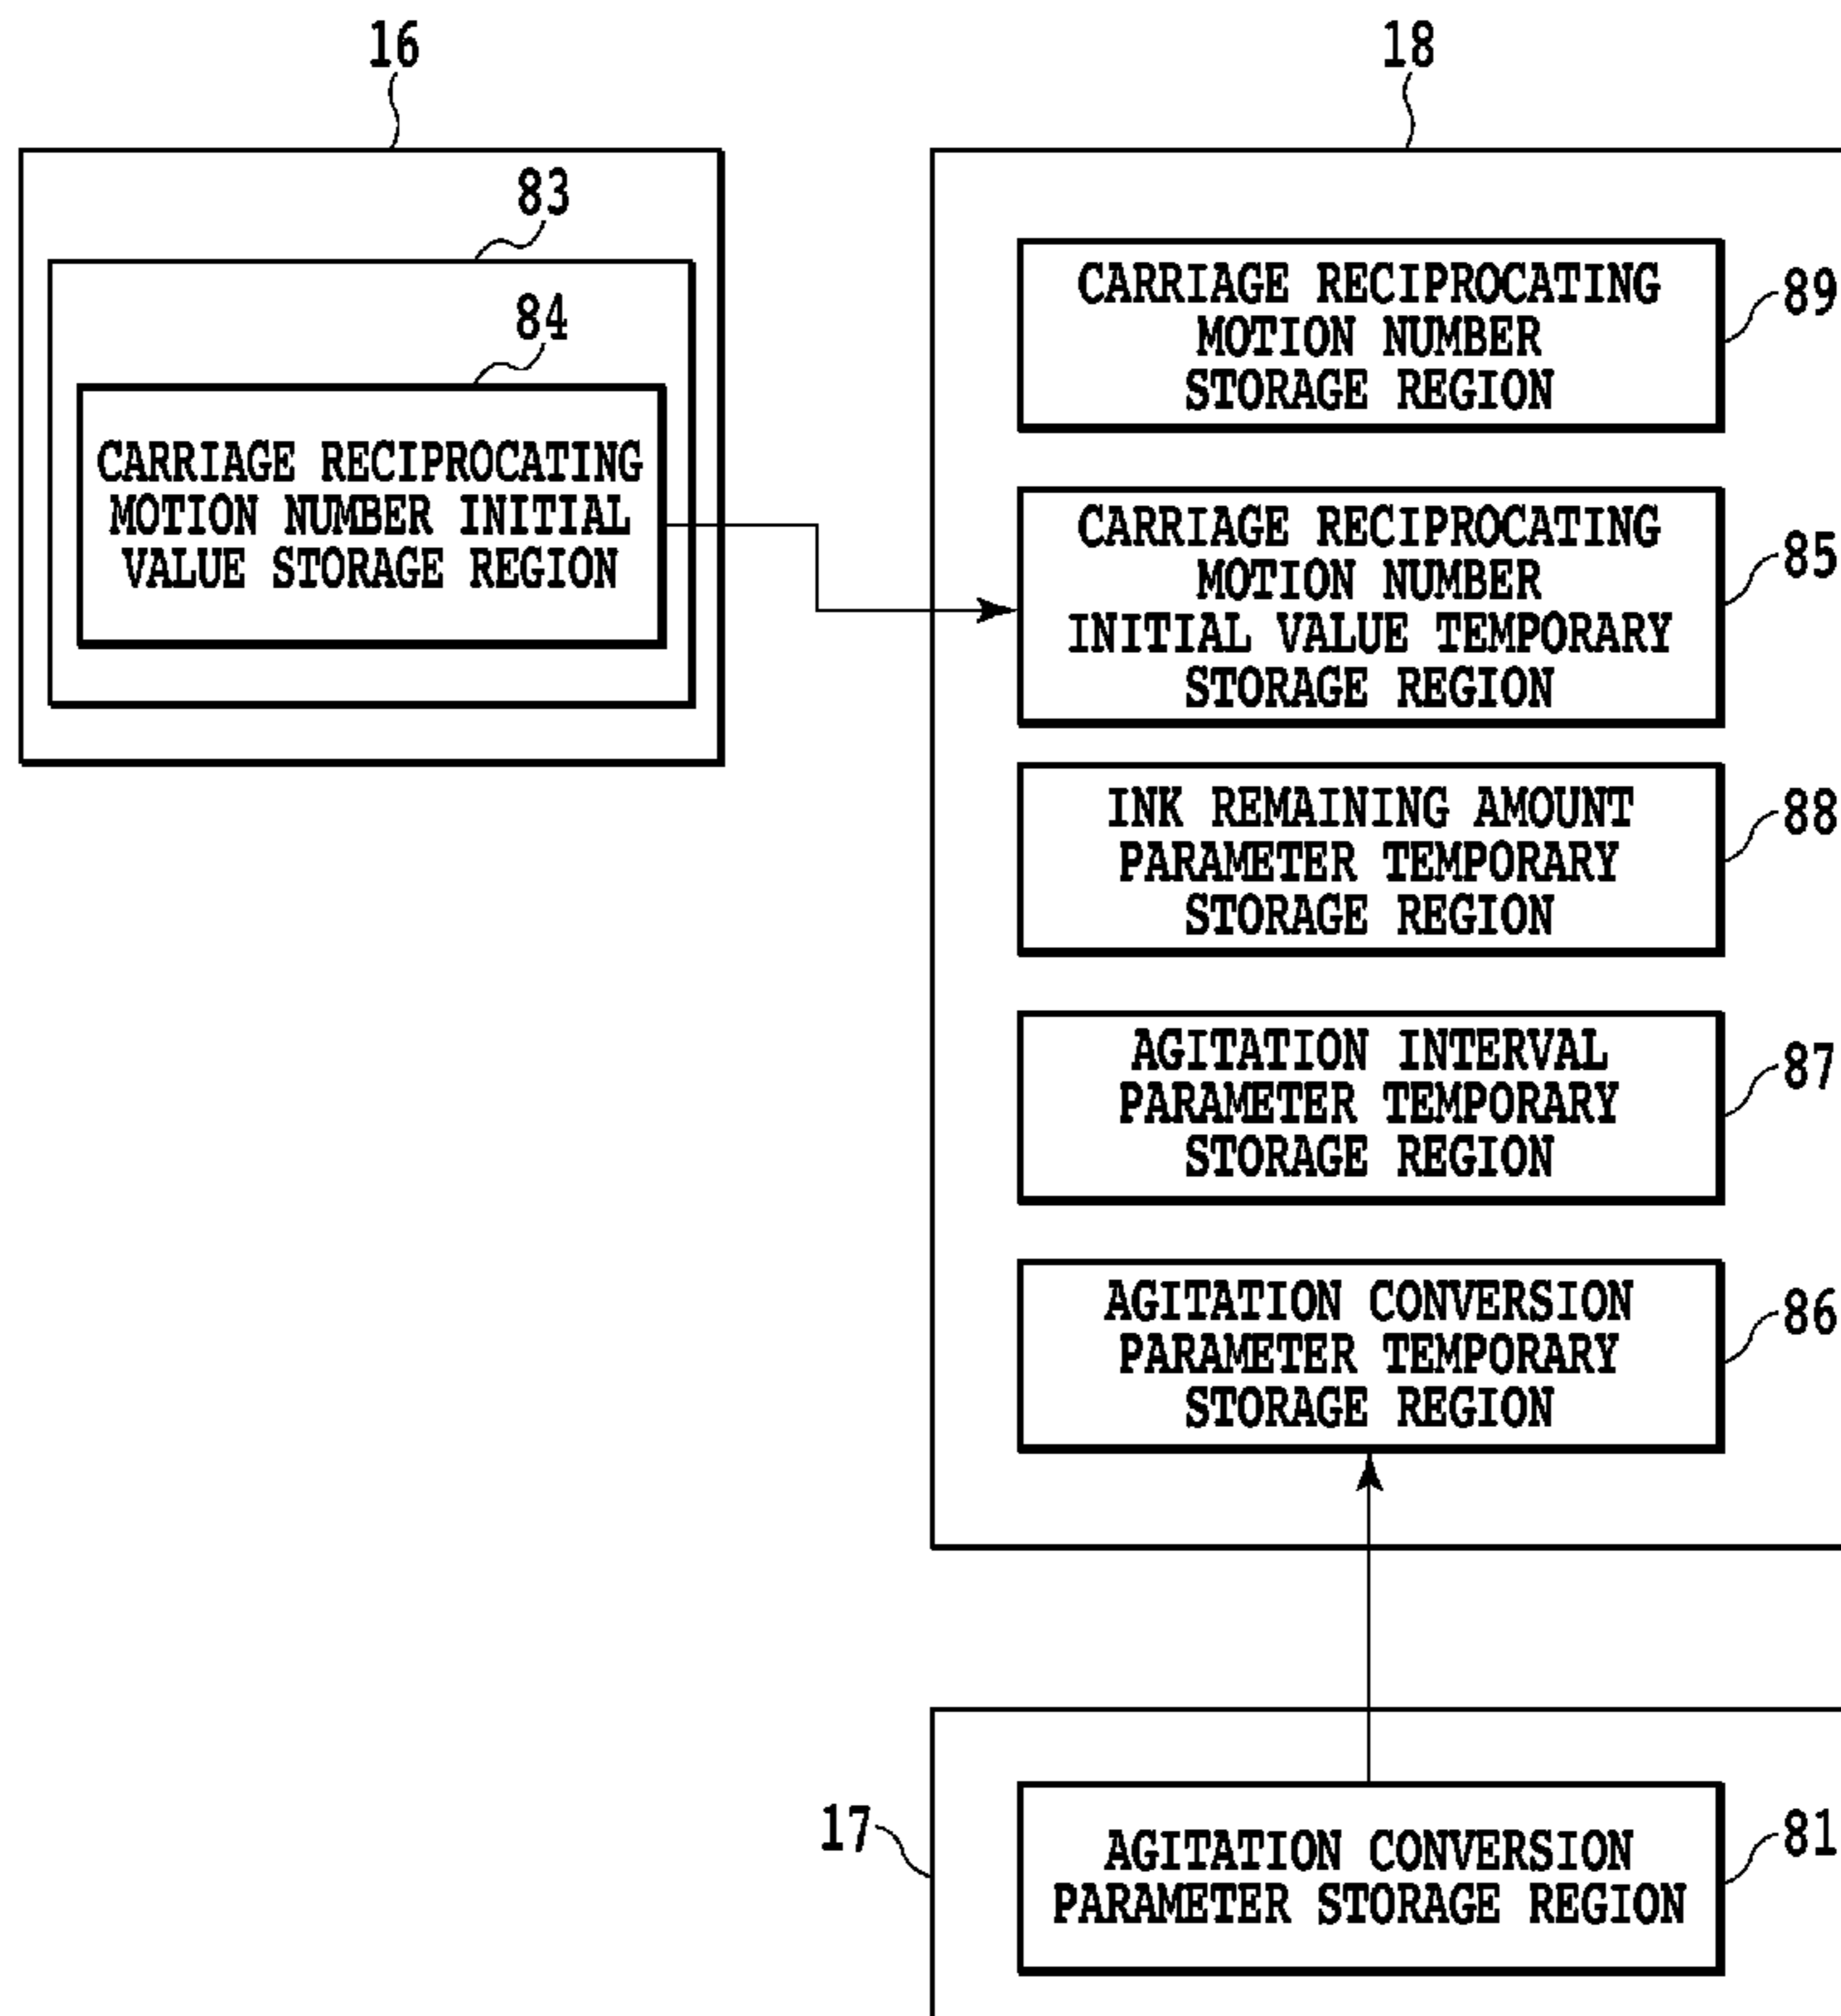 16
18
83
84
CARRIAGE RECIPROCATING
MOTION NUMBER INITIAL
VALUE STORAGE REGION
CARRIAGE RECIPROCATING
MOTION NUMBER
STORAGE REGION
89
CARRIAGE RECIPROCATING
MOTION NUMBER
INITIAL VALUE TEMPORARY
STORAGE REGION
85
INK REMAINING AMOUNT
PARAMETER TEMPORARY
STORAGE REGION
88
AGITATION INTERVAL
PARAMETER TEMPORARY
STORAGE REGION
87
AGITATION CONVERSION
PARAMETER TEMPORARY
STORAGE REGION
86
17
AGITATION CONVERSION
PARAMETER STORAGE REGION
81